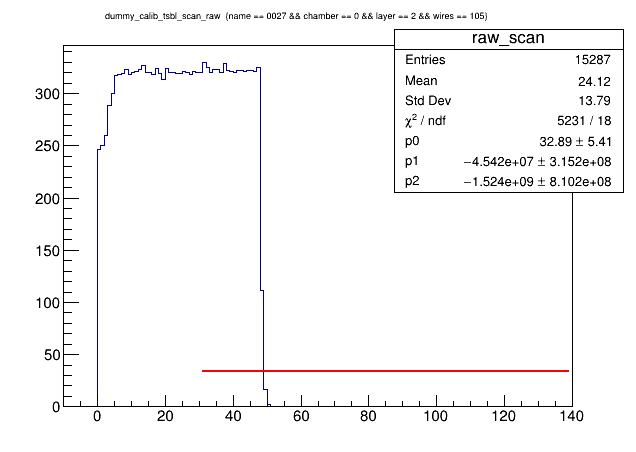 dummy_calib_tsbl_scan_raw (name == 0027 && chamber == 0 && layer == 2 && wires == 105)
raw_scan
Entries 15287
Mean 24.12
Std Dev 13.79
χ² / ndf 5231 / 18
p0 32.89 ± 5.41
p1 −4.542e+07 ± 3.152e+08
p2 −1.524e+09 ± 8.102e+08
300
250
200
150
100
50
0
0 20 40 60 80 100 120 140